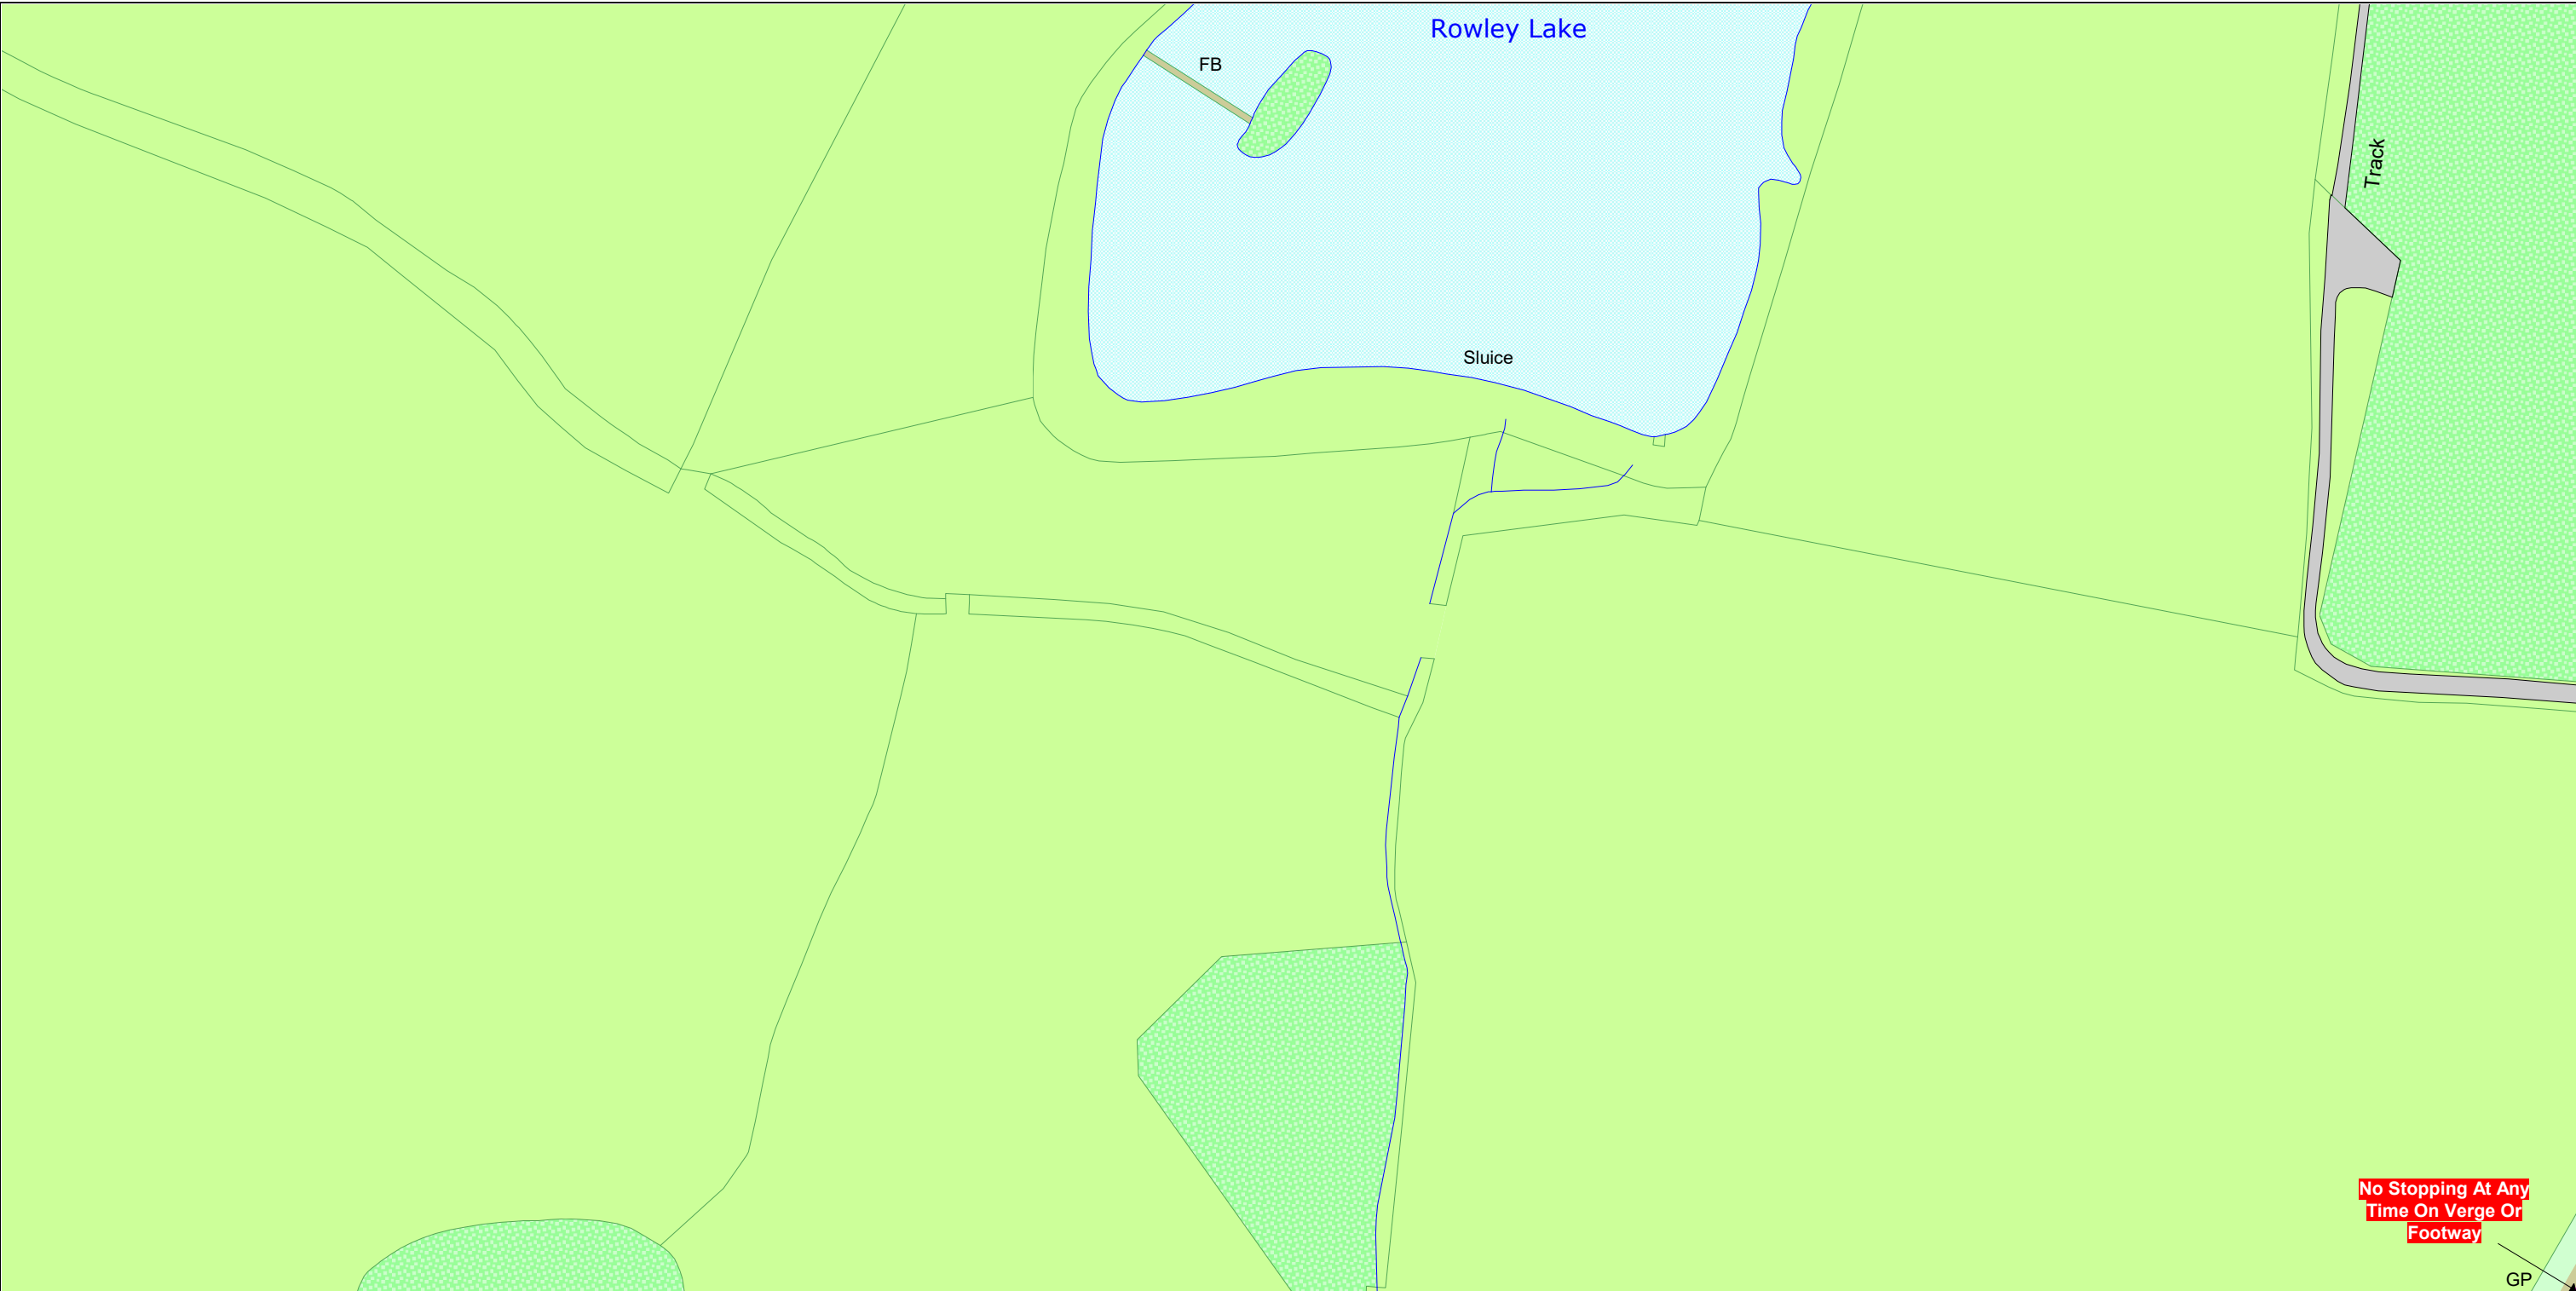 Rowley Lake
FB
Track
Sluice
No Stopping At Any
Time On Verge Or
Footway
GP